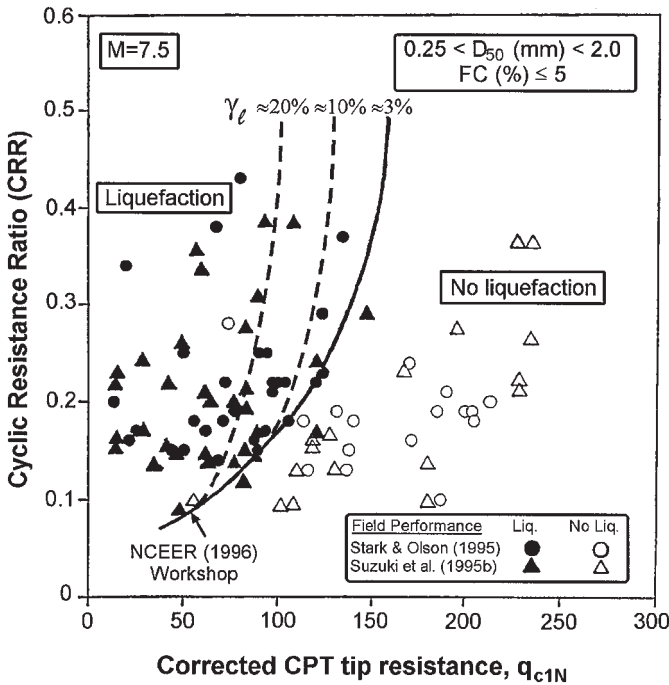 0.6
M=7.5
0.25 < D50 (mm) < 2.0
FC (%) ≤ 5
0.5
γℓ ≈20% ≈10% ≈3%
Liquefaction
0.4
Cyclic Resistance Ratio (CRR)
0.3
No liquefaction
0.2
0.1
NCEER (1996)
Workshop
Field Performance Liq. No Liq.
Stark & Olson (1995)
Suzuki et al. (1995b)
0
0 50 100 150 200 250 300
Corrected CPT tip resistance, qc1N